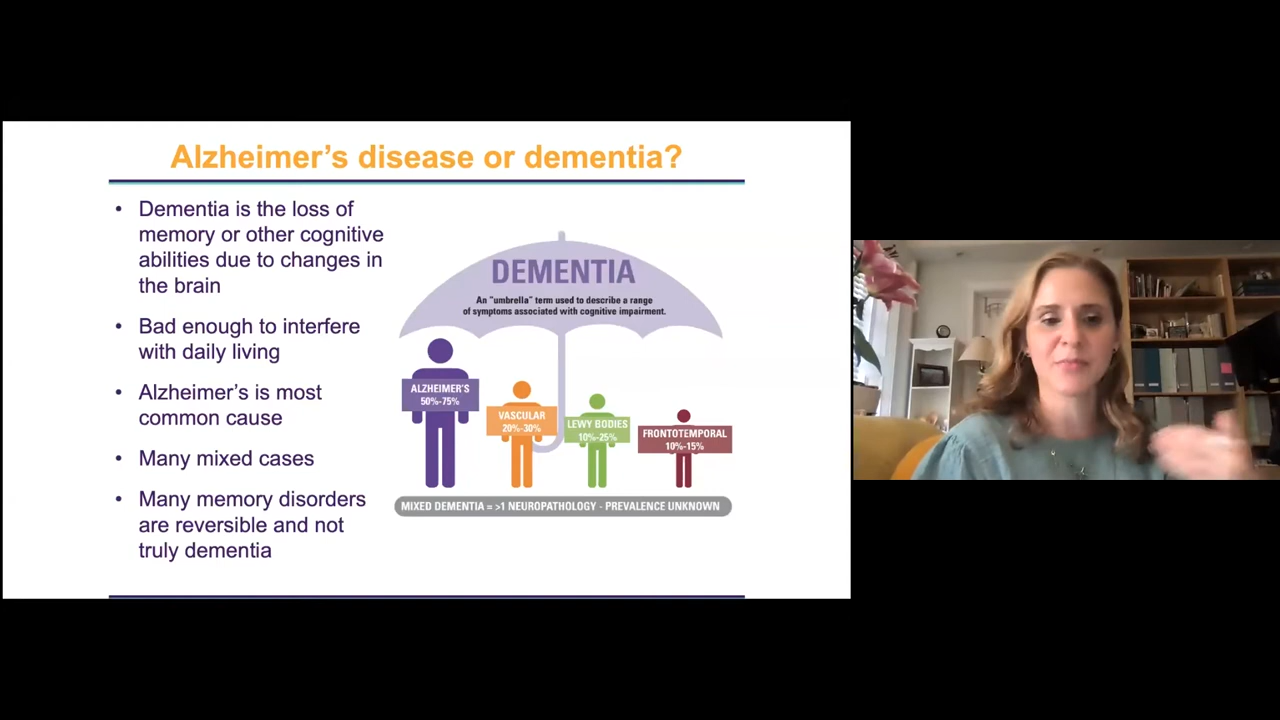 Alzheimer's disease or dementia?
• Dementia is the loss of
memory or other cognitive
abilities due to changes in
the brain
• Bad enough to interfere
with daily living
• Alzheimer's is most
common cause
• Many mixed cases
• Many memory disorders
are reversible and not
truly dementia
DEMENTIA
An "umbrella" term used to describe a range
of symptoms associated with cognitive impairment.
ALZHEIMER'S
50%-75%
VASCULAR
20%-30%
LEWY BODIES
10%-25%
FRONTOTEMPORAL
10%-15%
MIXED DEMENTIA = >1 NEUROPATHOLOGY - PREVALENCE UNKNOWN